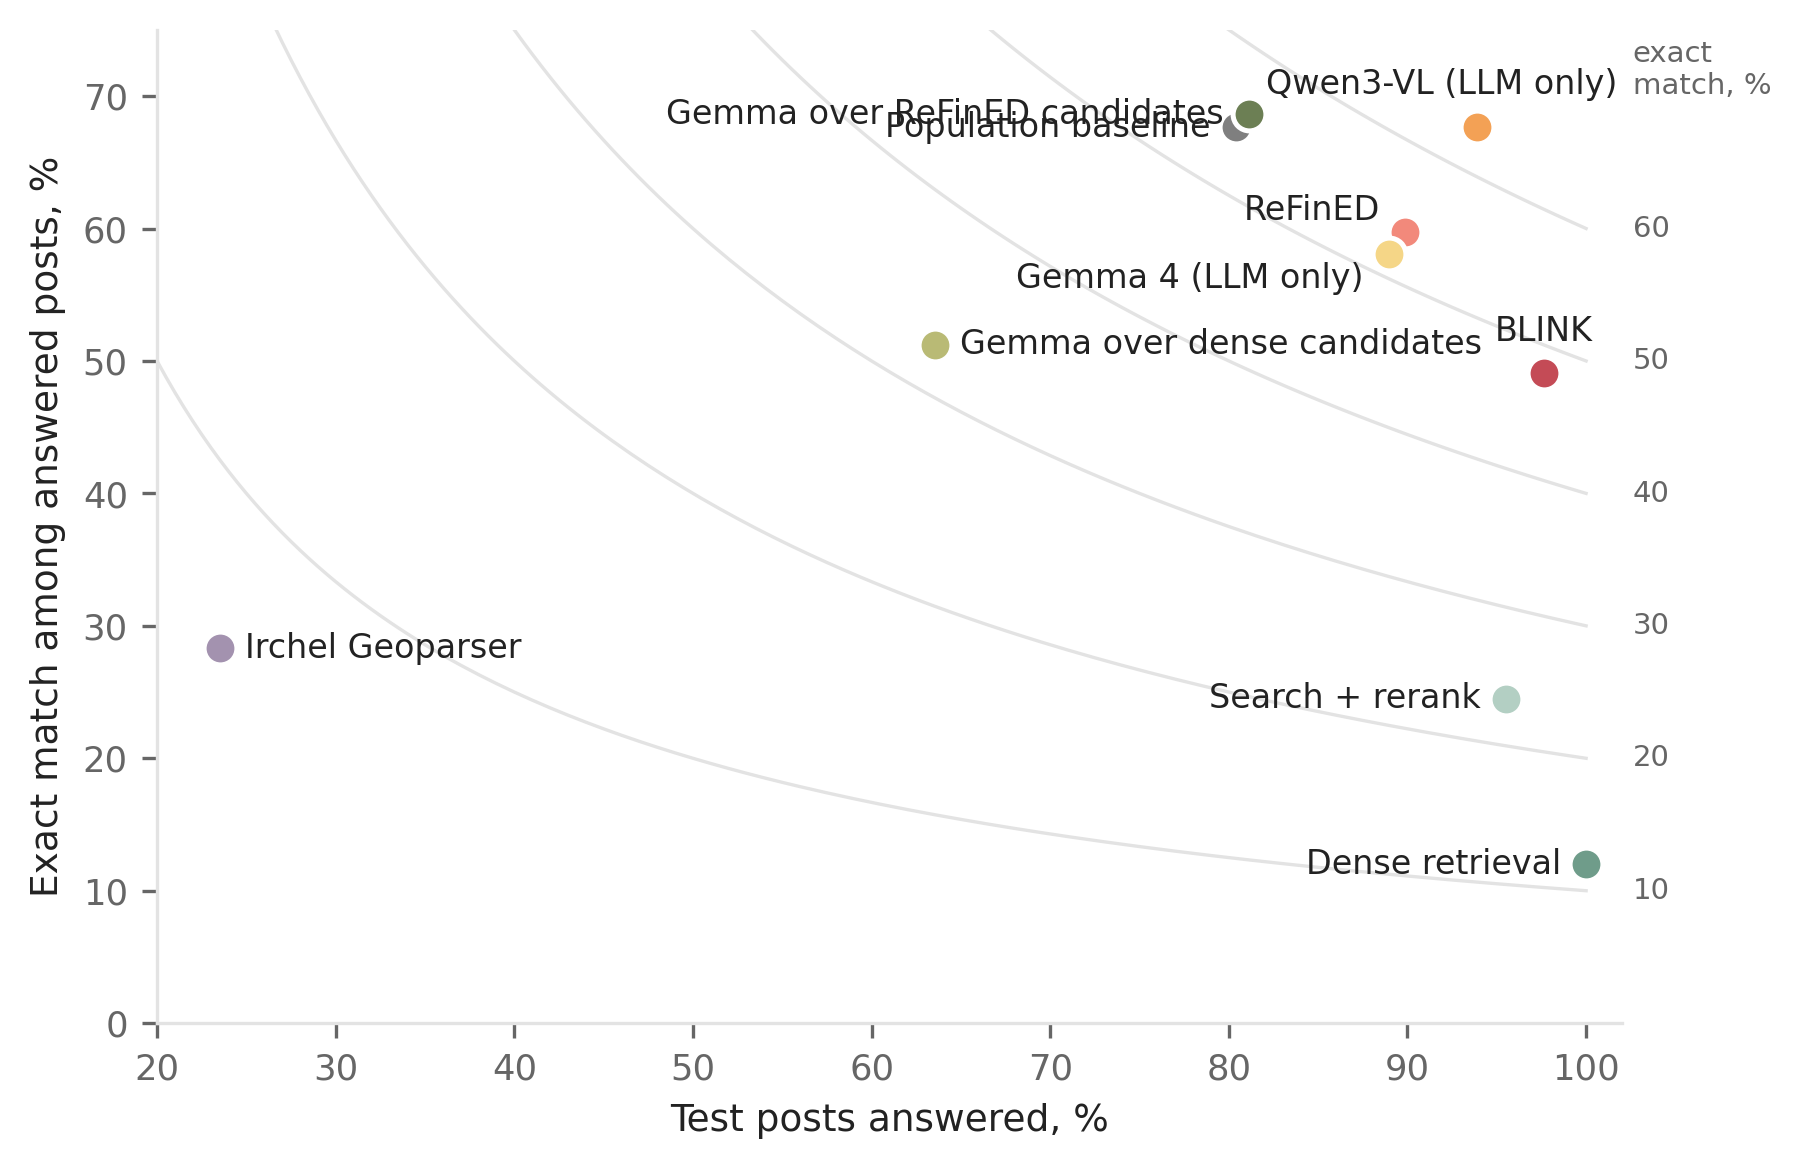 exact
match, %
Qwen3-VL (LLM only)
Gemma over ReFinED candidates
Population baseline
ReFinED
Gemma 4 (LLM only)
BLINK
Gemma over dense candidates
Irchel Geoparser
Search + rerank
Dense retrieval
60
50
40
30
20
10
Exact match among answered posts, %
70
60
50
40
30
20
10
0
20 30 40 50 60 70 80 90 100
Test posts answered, %